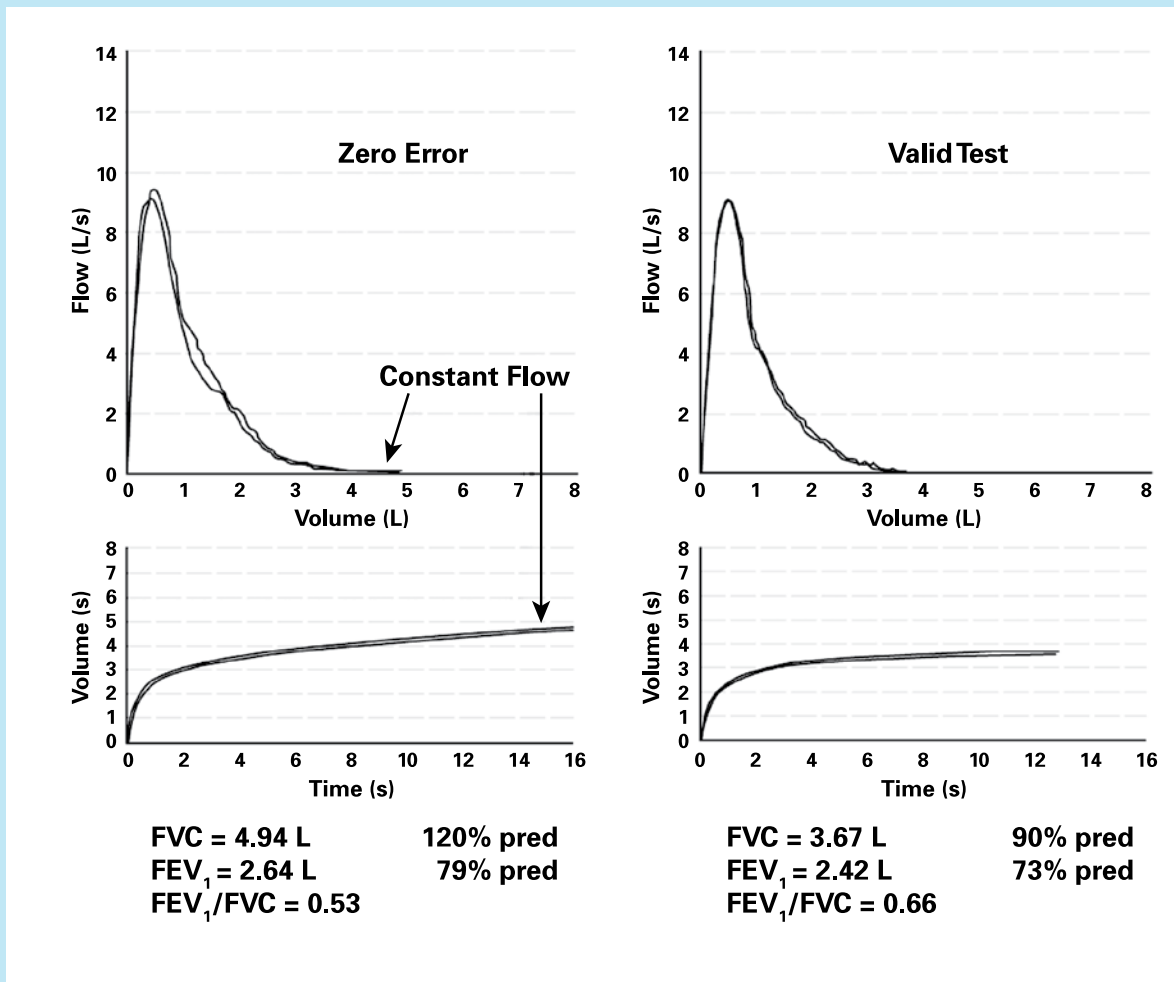 Zero Error
Flow (L/s)
14
12
10
8
6
4
2
0
Constant Flow
0 1 2 3 4 5 6 7 8
Volume (L)
Valid Test
Flow (L/s)
14
12
10
8
6
4
2
0
0 1 2 3 4 5 6 7 8
Volume (L)
Volume (s)
8
7
6
5
4
3
2
1
0
0 2 4 6 8 10 12 14 16
Time (s)
Volume (s)
8
7
6
5
4
3
2
1
0
0 2 4 6 8 10 12 14 16
Time (s)
FVC = 4.94 L 120% pred
FEV1 = 2.64 L 79% pred
FEV1/FVC = 0.53
FVC = 3.67 L 90% pred
FEV1 = 2.42 L 73% pred
FEV1/FVC = 0.66